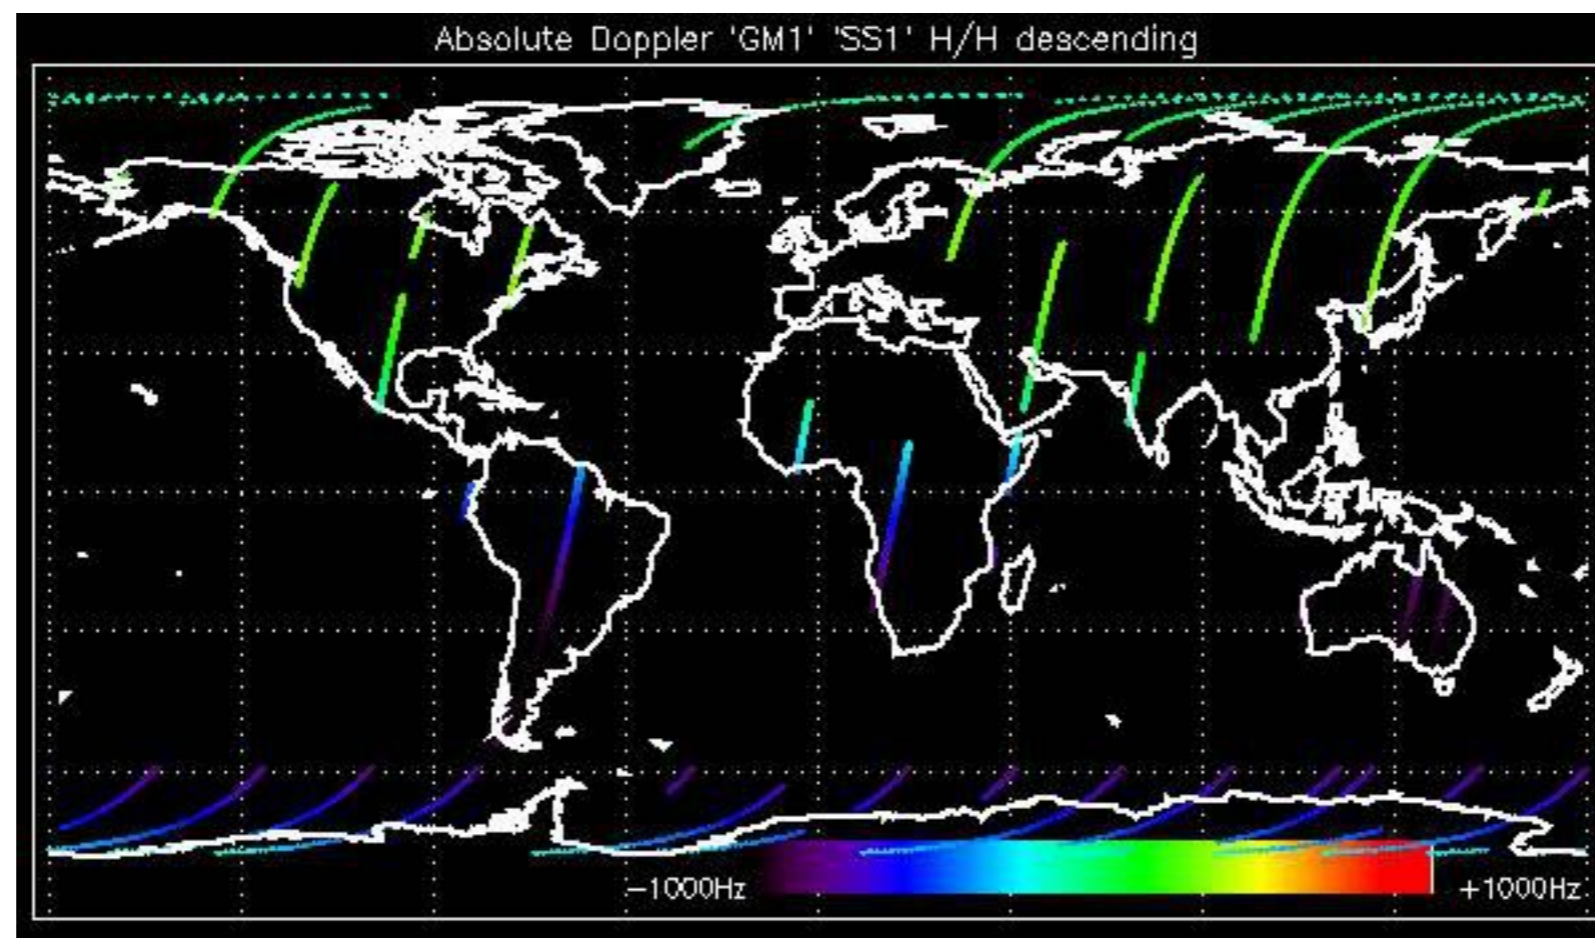 Absolute Doppler 'GM1' 'SS1' H/H descending
−1000Hz
+1000Hz